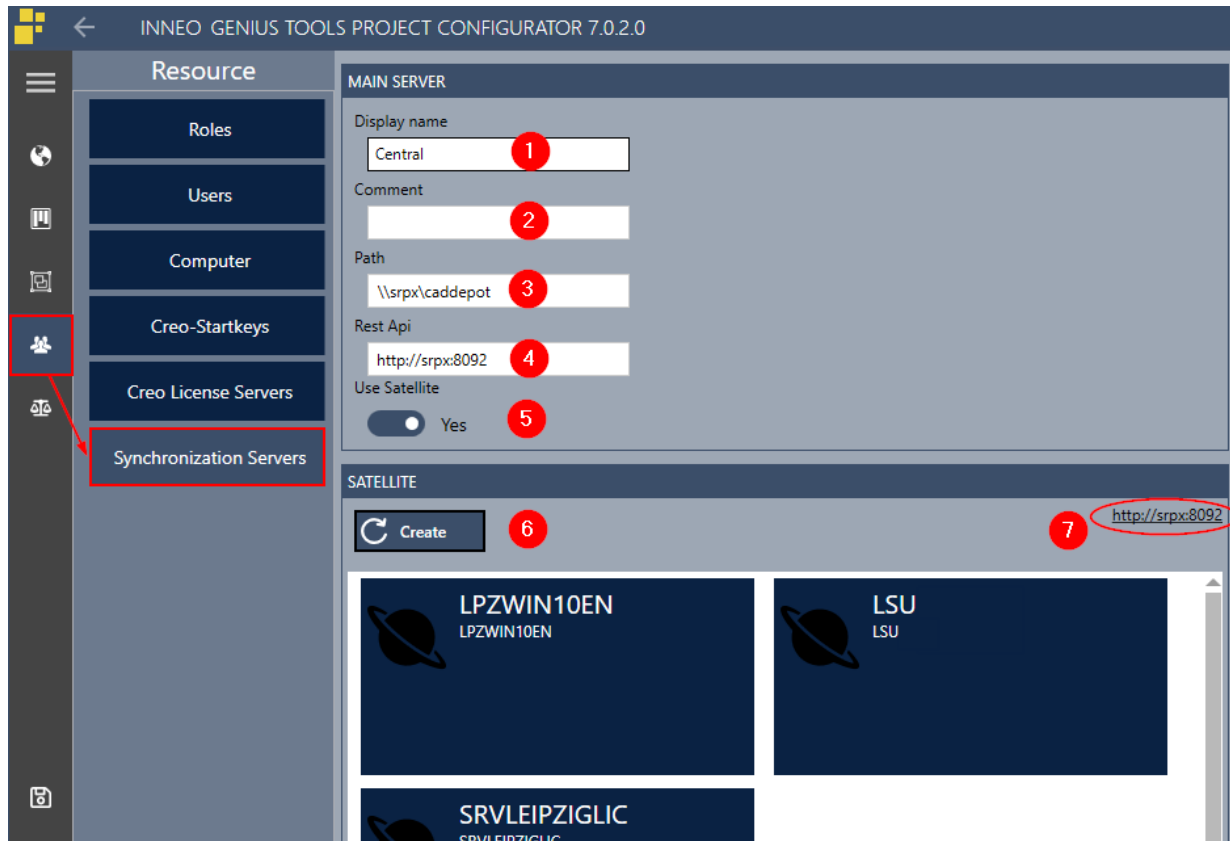 INNEO GENIUS TOOLS PROJECT CONFIGURATOR 7.0.2.0
Resource
Roles
Users
Computer
Creo-Startkeys
Creo License Servers
Synchronization Servers
MAIN SERVER
Display name
Central
1
Comment
2
Path
\\srpx\caddepot
3
Rest Api
http://srpx:8092
4
Use Satellite
Yes
5
SATELLITE
Create
6
7
http://srpx:8092
LPZWIN10EN
LPZWIN10EN
LSU
LSU
SRVLEIPZIGLIC
SRVLEIPZIGLIC